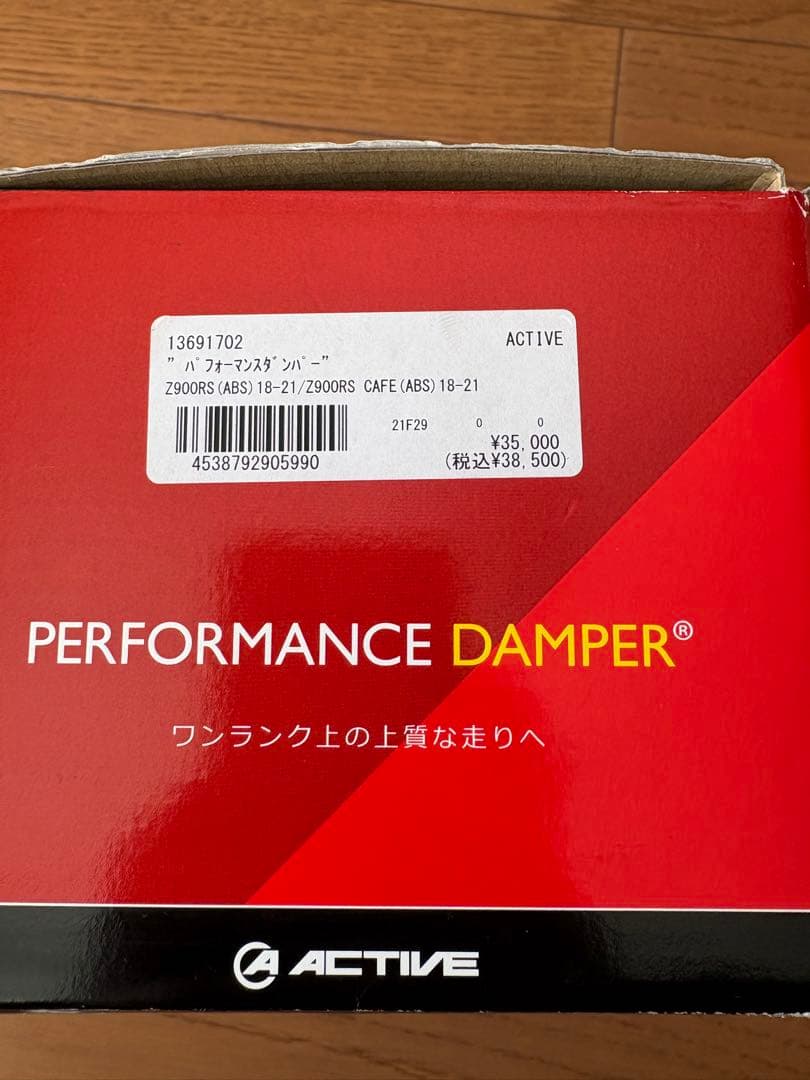 13691702 ACTIVE
”ﾊﾟﾌｫｰﾏﾝｽﾀﾞﾝﾊﾟｰ”
Z900RS(ABS)18-21/Z900RS CAFE(ABS)18-21
21F29 0 0
¥35,000
4538792905990 (税込¥38,500)
PERFORMANCE DAMPER®
ワンランク上の上質な走りへ
ACTIVE